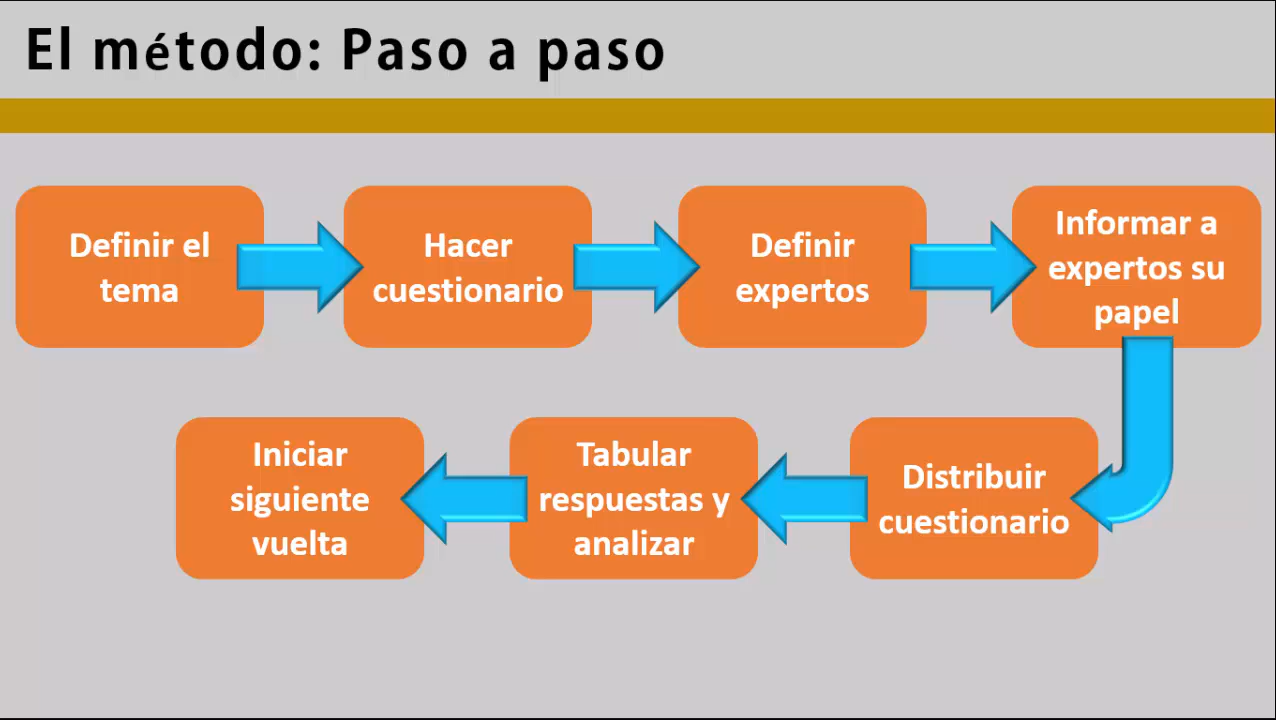 El método: Paso a paso
Definir el
tema
Hacer
cuestionario
Definir
expertos
Informar a
expertos su
papel
Distribuir
cuestionario
Tabular
respuestas y
analizar
Iniciar
siguiente
vuelta